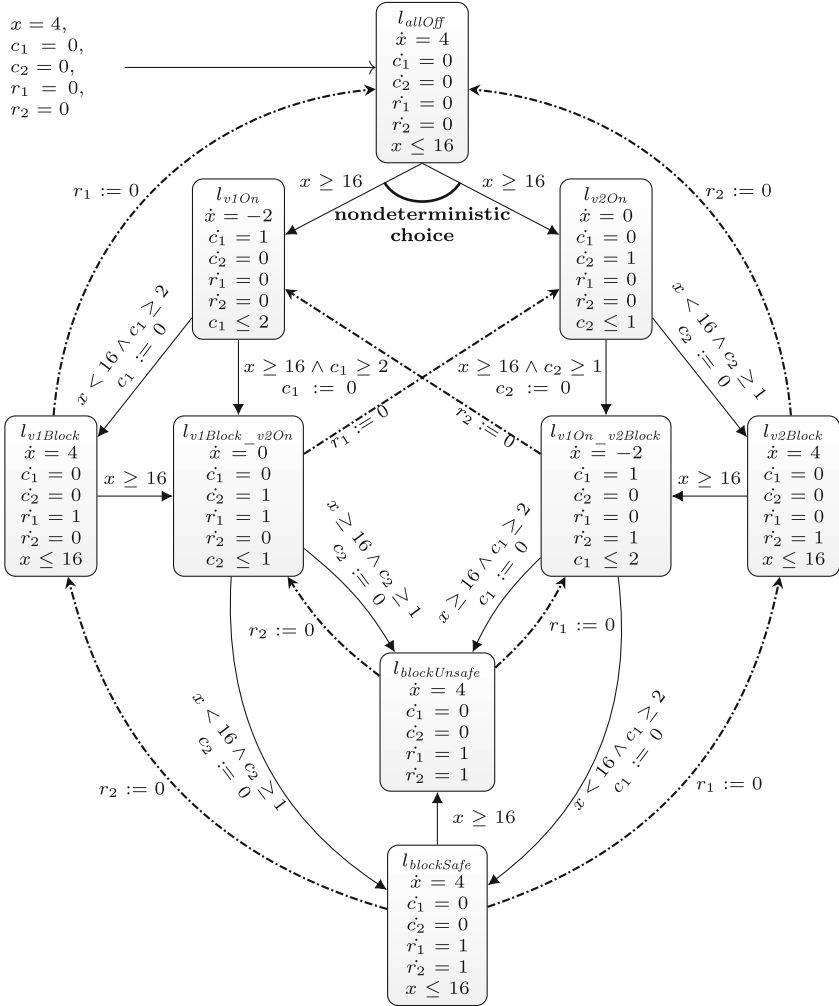 x = 4,
c₁ = 0,
c₂ = 0,
r₁ = 0,
r₂ = 0
l_allOff
ẋ = 4
ċ₁ = 0
ċ₂ = 0
ṙ₁ = 0
ṙ₂ = 0
x ≤ 16
r₁ := 0
r₂ := 0
x ≥ 16
x ≥ 16
nondeterministic
choice
l_v1On
ẋ = −2
ċ₁ = 1
ċ₂ = 0
ṙ₁ = 0
ṙ₂ = 0
c₁ ≤ 2
l_v2On
ẋ = 0
ċ₁ = 0
ċ₂ = 1
ṙ₁ = 0
ṙ₂ = 0
c₂ ≤ 1
x < 16 ∧ c₁ ≥ 2
c₁ := 0
x ≥ 16 ∧ c₁ ≥ 2
c₁ := 0
x ≥ 16 ∧ c₂ ≥ 1
c₂ := 0
x < 16 ∧ c₂ ≥ 1
c₂ := 0
r₁ := 0
r₂ := 0
l_v1Block
ẋ = 4
ċ₁ = 0
ċ₂ = 0
ṙ₁ = 1
ṙ₂ = 0
x ≤ 16
x ≥ 16
l_v1Block_v2On
ẋ = 0
ċ₁ = 0
ċ₂ = 1
ṙ₁ = 1
ṙ₂ = 0
c₂ ≤ 1
l_v1On_v2Block
ẋ = −2
ċ₁ = 1
ċ₂ = 0
ṙ₁ = 0
ṙ₂ = 1
c₁ ≤ 2
x ≥ 16
l_v2Block
ẋ = 4
ċ₁ = 0
ċ₂ = 0
ṙ₁ = 0
ṙ₂ = 1
x ≤ 16
x ≥ 16 ∧ c₂ ≥ 1
c₂ := 0
x ≥ 16 ∧ c₁ ≥ 2
c₁ := 0
r₂ := 0
r₁ := 0
l_blockUnsafe
ẋ = 4
ċ₁ = 0
ċ₂ = 0
ṙ₁ = 1
ṙ₂ = 1
x < 16 ∧ c₂ ≥ 1
c₂ := 0
x < 16 ∧ c₁ ≥ 2
c₁ := 0
r₂ := 0
r₁ := 0
x ≥ 16
l_blockSafe
ẋ = 4
ċ₁ = 0
ċ₂ = 0
ṙ₁ = 1
ṙ₂ = 1
x ≤ 16